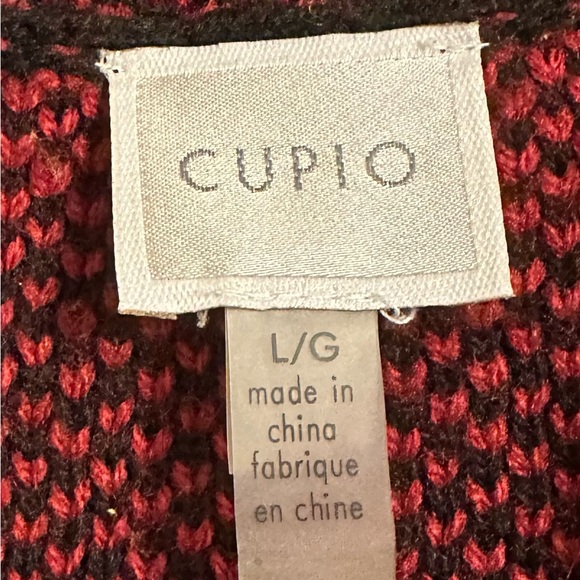 CUPIO
L/G
made in
china
fabrique
en chine